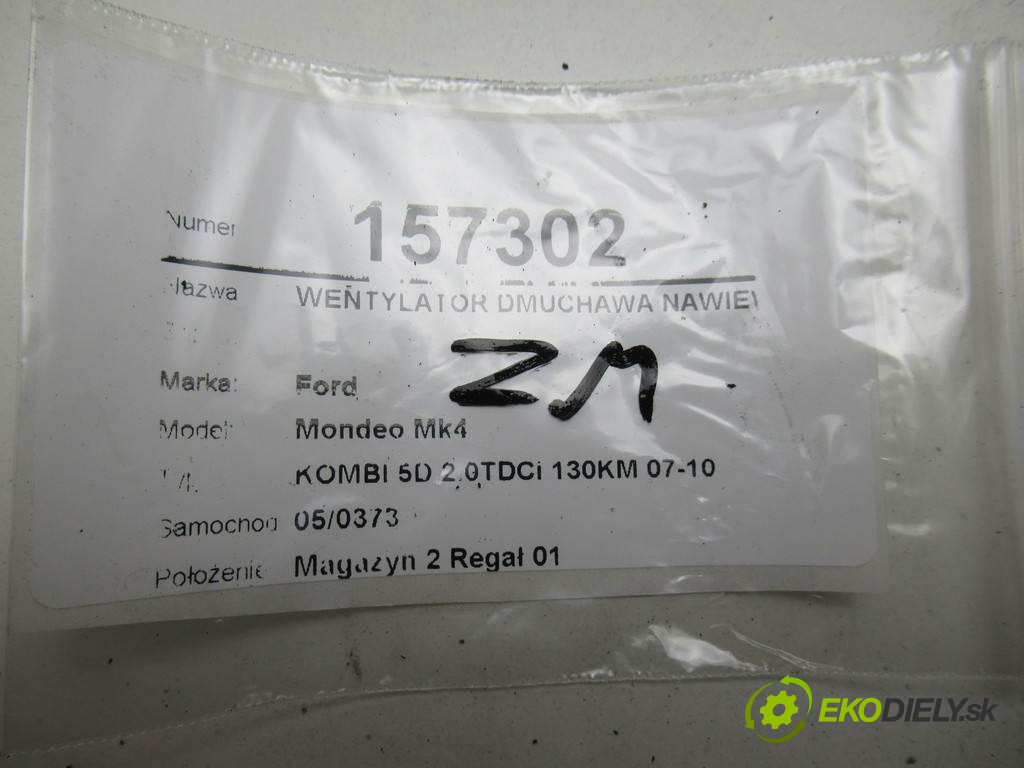 Numer 157302
Nazwa WENTYLATOR DMUCHAWA NAWIEW
ZM
Marka: Ford
Model: Mondeo Mk4
KOMBI 5D 2.0TDCi 130KM 07-10
Samochod 05/0373
Położenie Magazyn 2 Regał 01
EKODIELY.sk